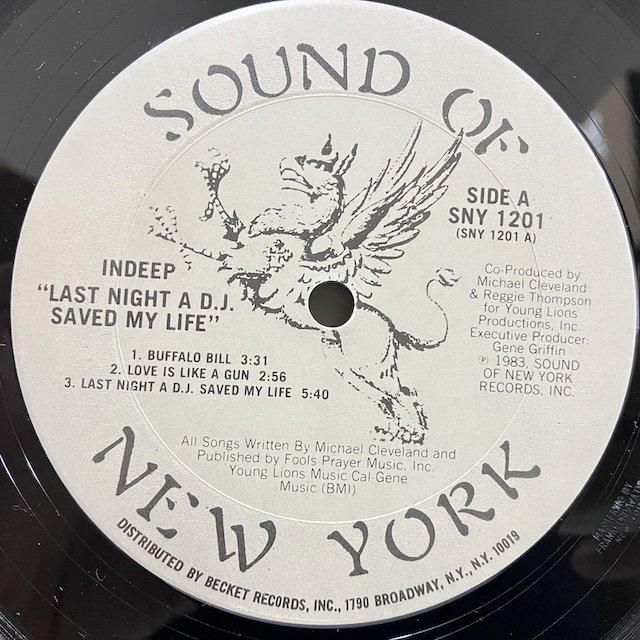 SOUND OF
SIDE A
SNY 1201
(SNY 1201 A)
INDEEP
"LAST NIGHT A D.J.
SAVED MY LIFE"
1. BUFFALO BILL 3:31
2. LOVE IS LIKE A GUN 2:56
3. LAST NIGHT A D.J. SAVED MY LIFE 5:40
Co-Produced by
Michael Cleveland
& Reggie Thompson
for Young Lions
Productions, Inc.
Executive Producer:
Gene Griffin
℗ 1983, SOUND
OF NEW YORK
RECORDS, INC.
All Songs Written By Michael Cleveland and
Published by Fools Prayer Music, Inc.
Young Lions Music Cal-Gene
Music (BMI)
NEW YORK
DISTRIBUTED BY BECKET RECORDS, INC., 1790 BROADWAY, N.Y., N.Y. 10019